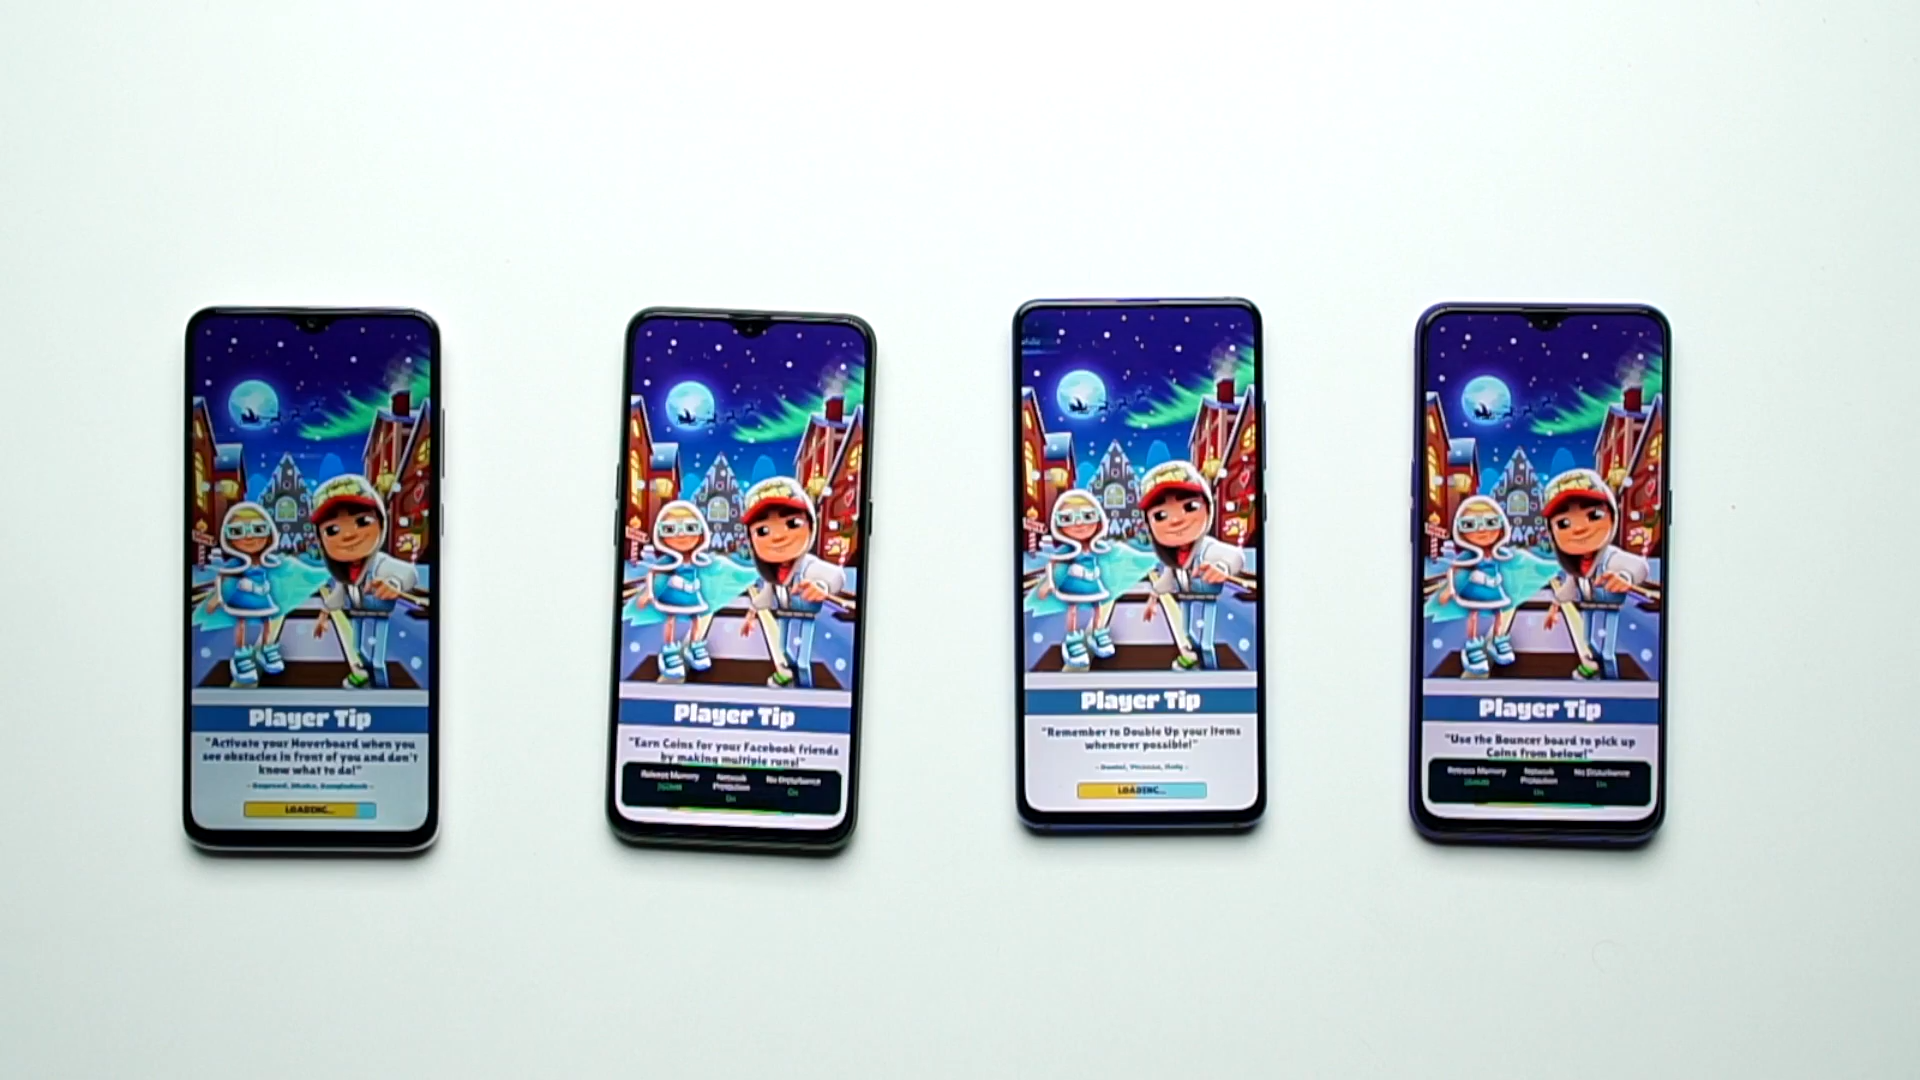 Player Tip
"Activate your Hoverboard when you
see obstacles in front of you and don't
know what to do!"
LOADING...
Player Tip
"Earn Coins for your Facebook friends
by making multiple runs!"
Release Memory
Network
Protection
On
No Disturbance
On
Player Tip
"Remember to Double Up your items
whenever possible!"
LOADING...
Player Tip
"Use the Bouncer board to pick up
Coins from below!"
Release Memory
Network
Protection
On
No Disturbance
On